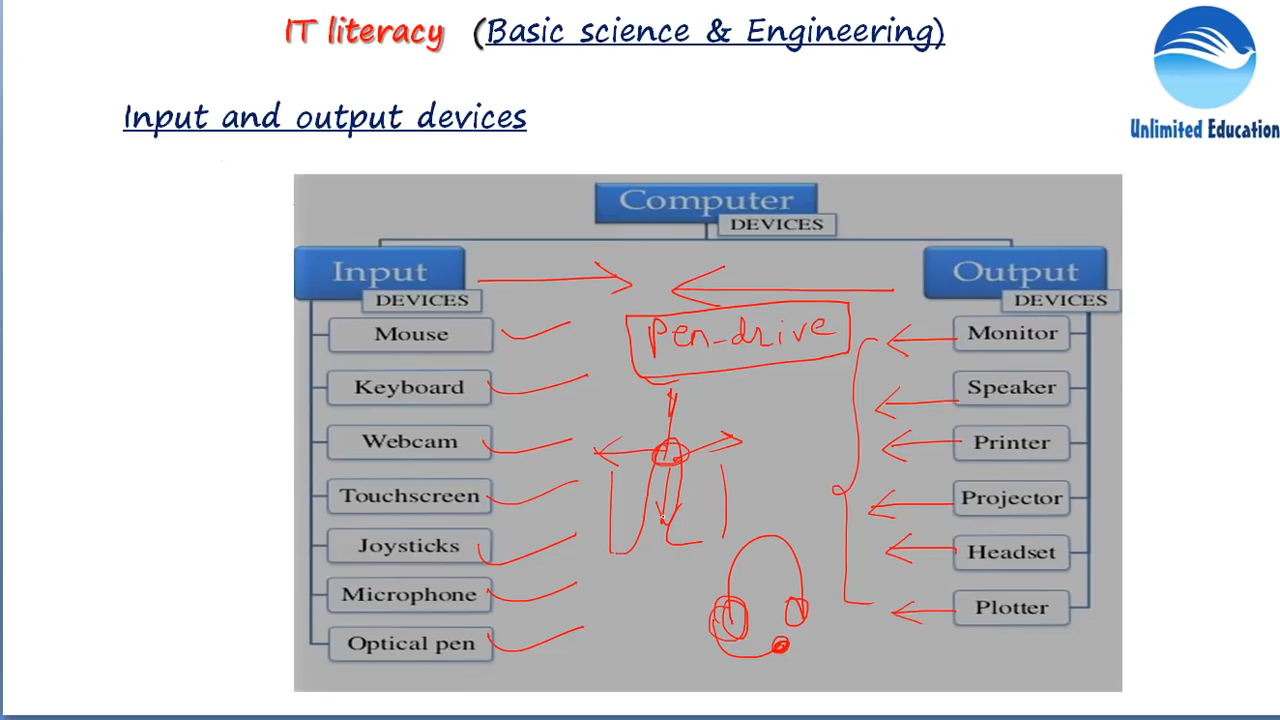 IT literacy (Basic science & Engineering)
Unlimited Education
Input and output devices
Computer
DEVICES
Input
DEVICES
Mouse
Keyboard
Webcam
Touchscreen
Joysticks
Microphone
Optical pen
Pen-drive
Output
DEVICES
Monitor
Speaker
Printer
Projector
Headset
Plotter